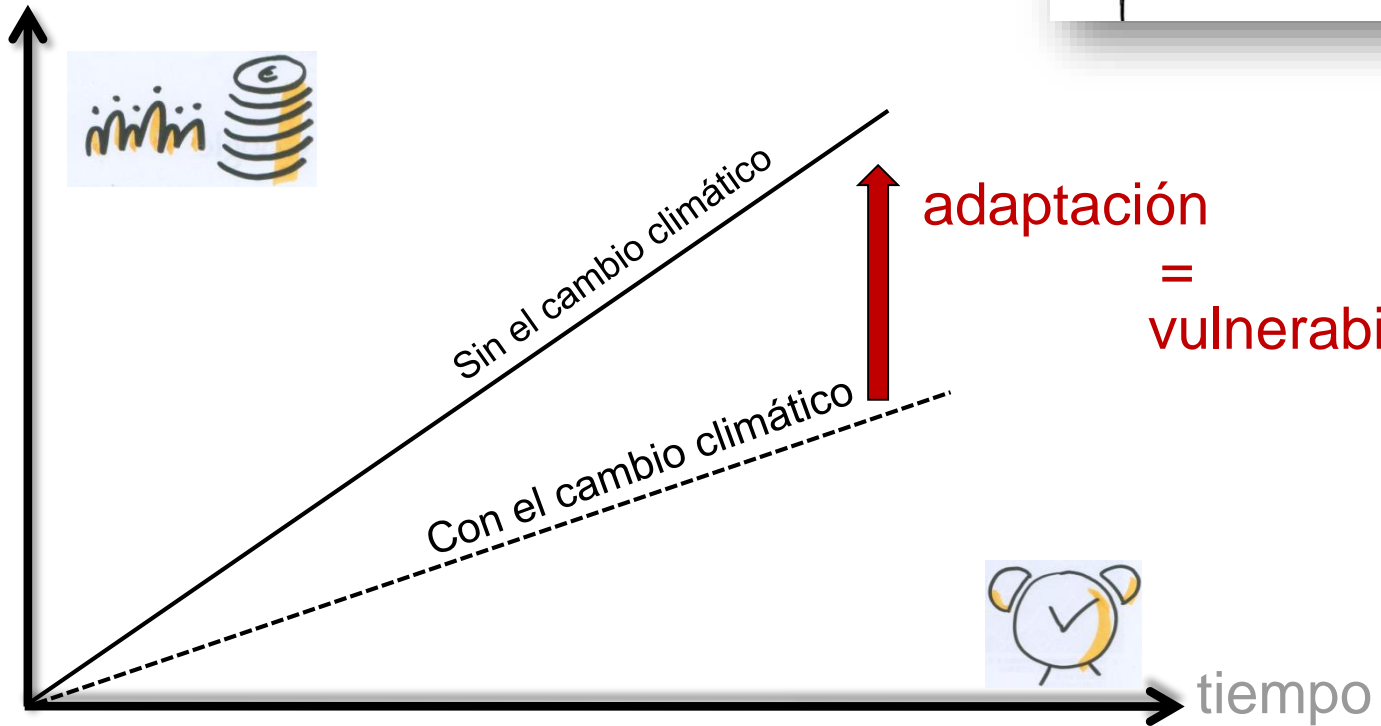 €
Sin el cambio climático
adaptación
=
vulnerabi
Con el cambio climático
tiempo